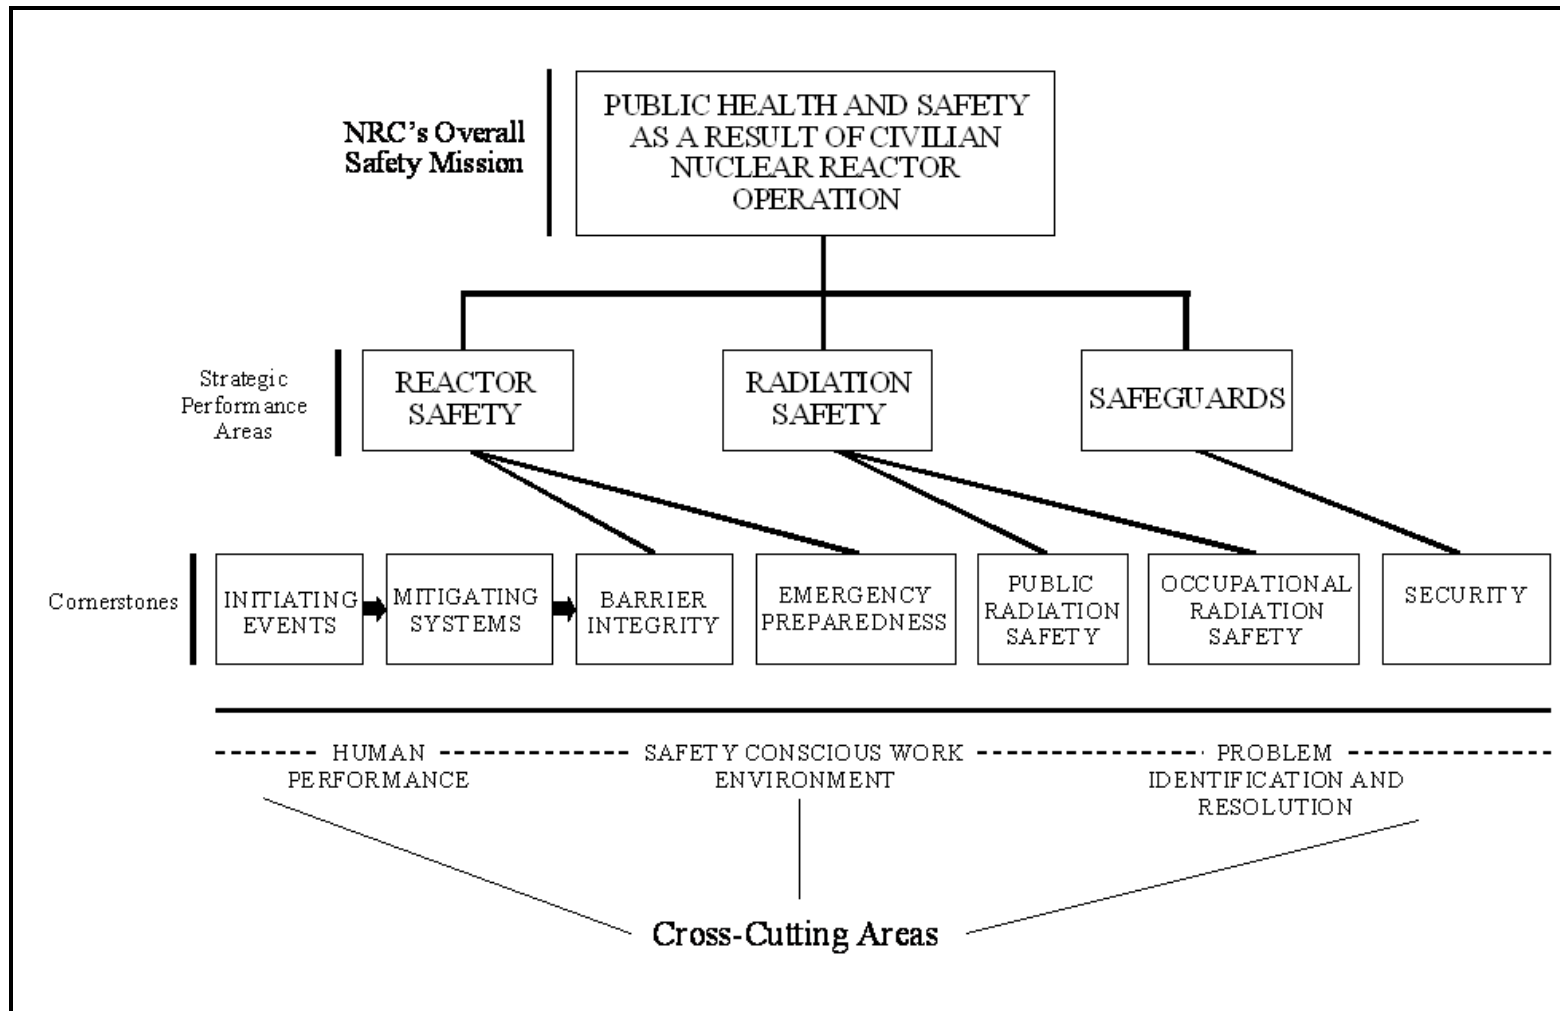 NRC's Overall
Safety Mission
PUBLIC HEALTH AND SAFETY
AS A RESULT OF CIVILIAN
NUCLEAR REACTOR
OPERATION
Strategic
Performance
Areas
REACTOR
SAFETY
RADIATION
SAFETY
SAFEGUARDS
Cornerstones
INITIATING
EVENTS
MITIGATING
SYSTEMS
BARRIER
INTEGRITY
EMERGENCY
PREPAREDNESS
PUBLIC
RADIATION
SAFETY
OCCUPATIONAL
RADIATION
SAFETY
SECURITY
HUMAN
PERFORMANCE
SAFETY CONSCIOUS WORK
ENVIRONMENT
PROBLEM
IDENTIFICATION AND
RESOLUTION
Cross-Cutting Areas